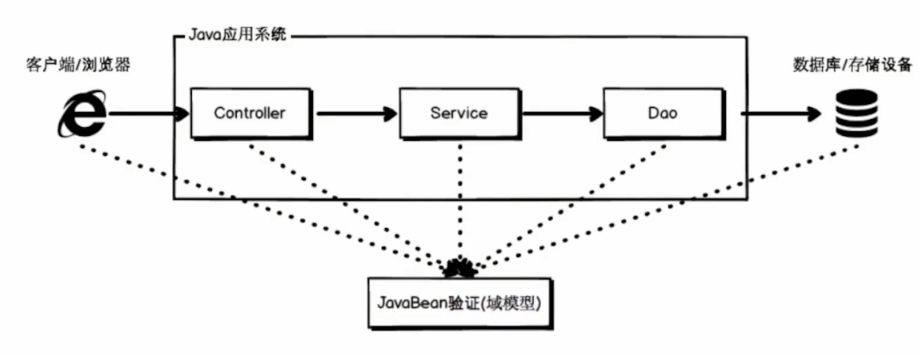 Java应用系统
客户端/浏览器
数据库/存储设备
Controller
Service
Dao
JavaBean验证(域模型)